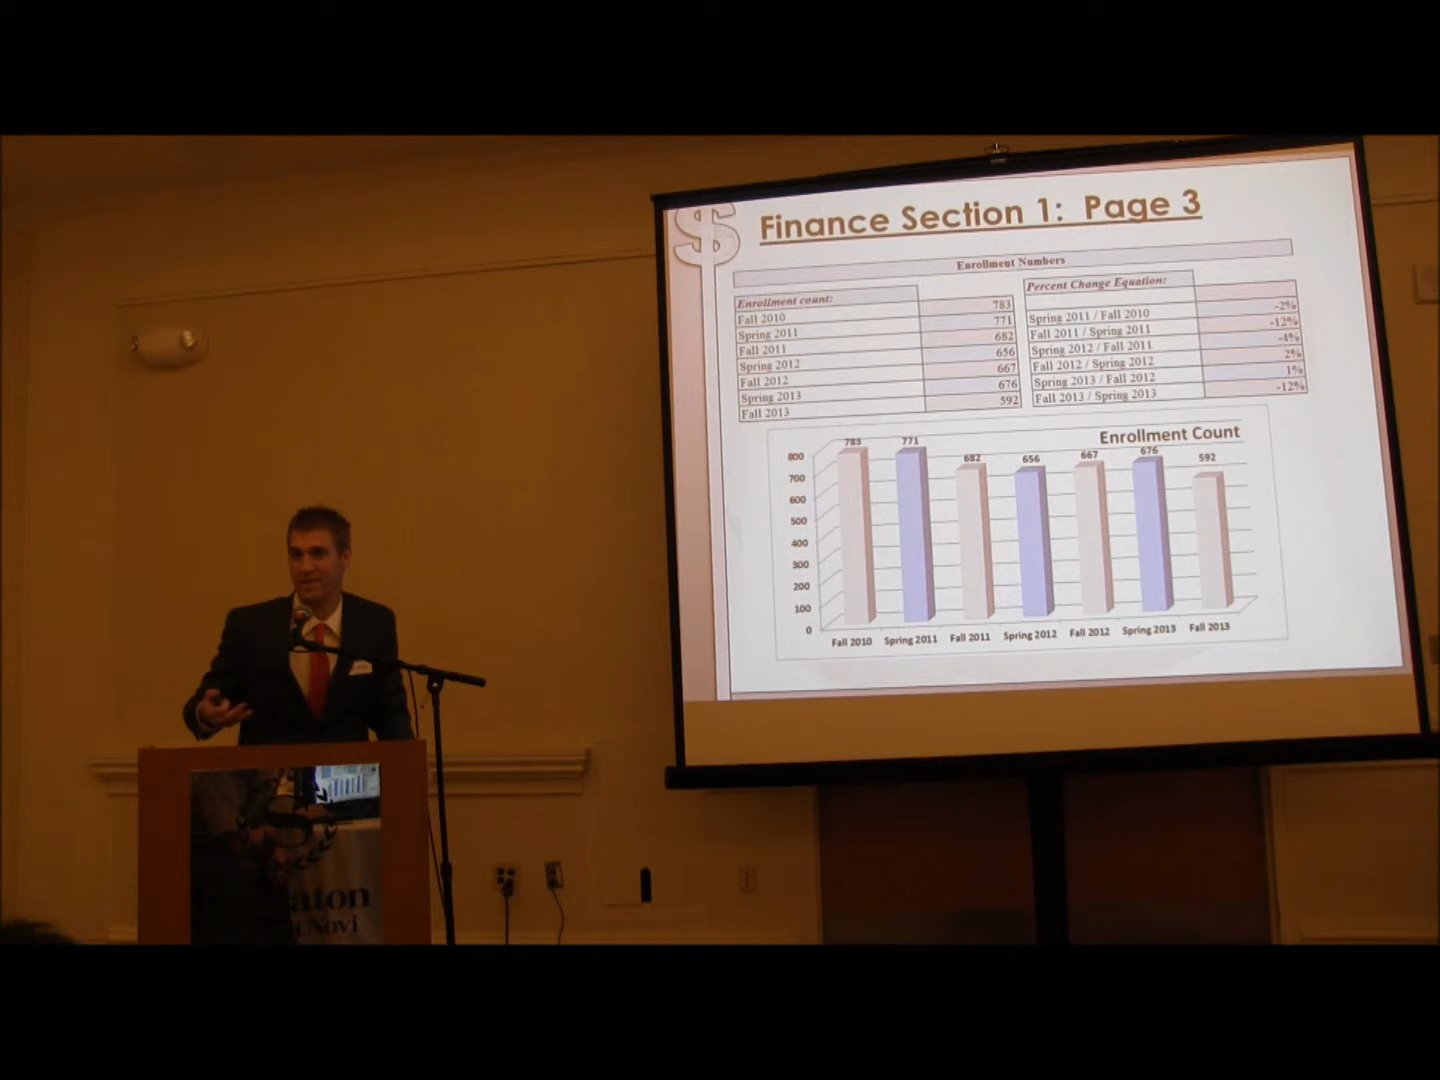 $ Finance Section 1: Page 3
Enrollment Numbers
Enrollment count:
Fall 2010 783
Spring 2011 771
Fall 2011 682
Spring 2012 656
Fall 2012 667
Spring 2013 676
Fall 2013 592
Percent Change Equation:
Spring 2011 / Fall 2010 -2%
Fall 2011 / Spring 2011 -12%
Spring 2012 / Fall 2011 -4%
Fall 2012 / Spring 2012 2%
Spring 2013 / Fall 2012 1%
Fall 2013 / Spring 2013 -12%
Enrollment Count
783 771 682 656 667 676 592
800
700
600
500
400
300
200
100
0
Fall 2010 Spring 2011 Fall 2011 Spring 2012 Fall 2012 Spring 2013 Fall 2013
S
Novi